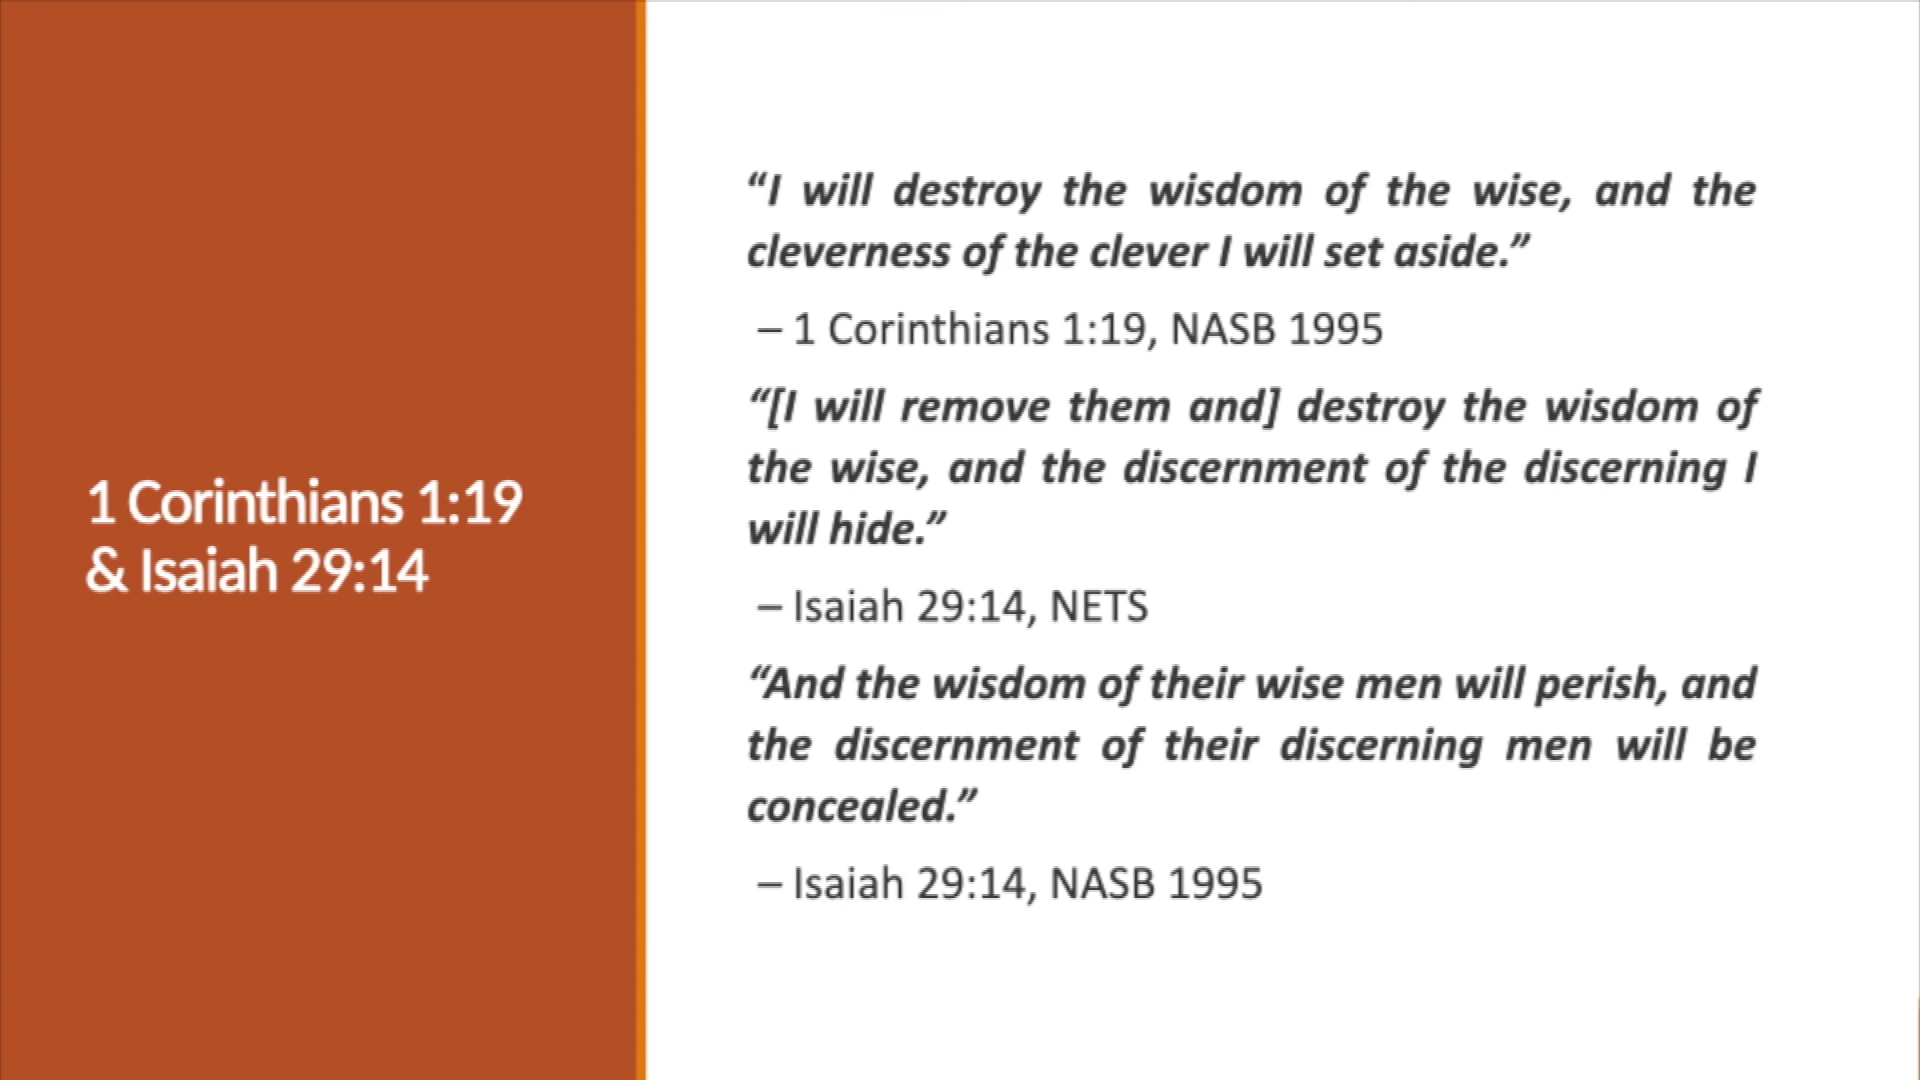 1 Corinthians 1:19
& Isaiah 29:14
“I will destroy the wisdom of the wise, and the
cleverness of the clever I will set aside.”
– 1 Corinthians 1:19, NASB 1995
“[I will remove them and] destroy the wisdom of
the wise, and the discernment of the discerning I
will hide.”
– Isaiah 29:14, NETS
“And the wisdom of their wise men will perish, and
the discernment of their discerning men will be
concealed.”
– Isaiah 29:14, NASB 1995